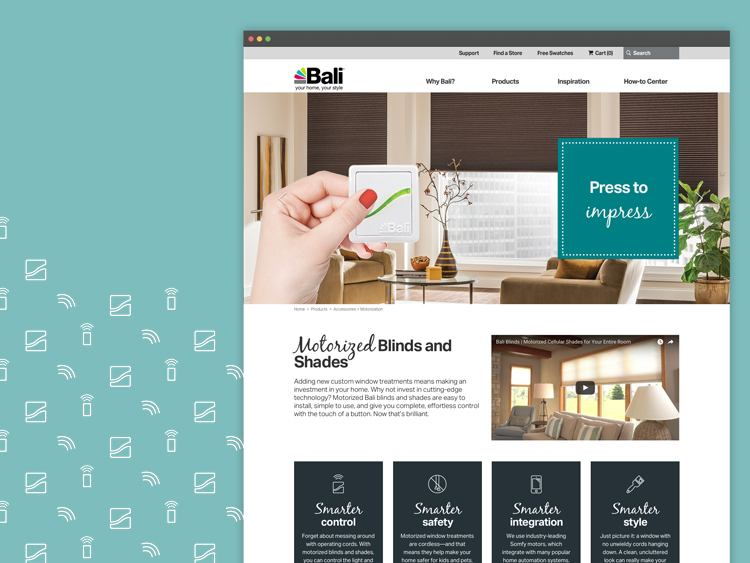 Support Find a Store Free Swatches Cart (0) Search
Bali
your home, your style
Why Bali? Products Inspiration How-to Center
Bali
Press to
impress
Home > Products > Accessories > Motorization
Motorized Blinds and
Shades
Adding new custom window treatments means making an
investment in your home. Why not invest in cutting-edge
technology? Motorized Bali blinds and shades are easy to
install, simple to use, and give you complete, effortless control
with the touch of a button. Now that's brilliant.
Bali Blinds | Motorized Cellular Shades for Your Entire Room
Smarter
control
Forget about messing around
with operating cords. With
motorized blinds and shades,
you can control the light and
Smarter
safety
Motorized window treatments
are cordless—and that
means they help make your
home safer for kids and pets.
Smarter
integration
We use industry-leading
Somfy motors, which
integrate with many popular
home automation systems.
Smarter
style
Just picture it: a window with
no unwieldy cords hanging
down. A clean, uncluttered
look can really make your